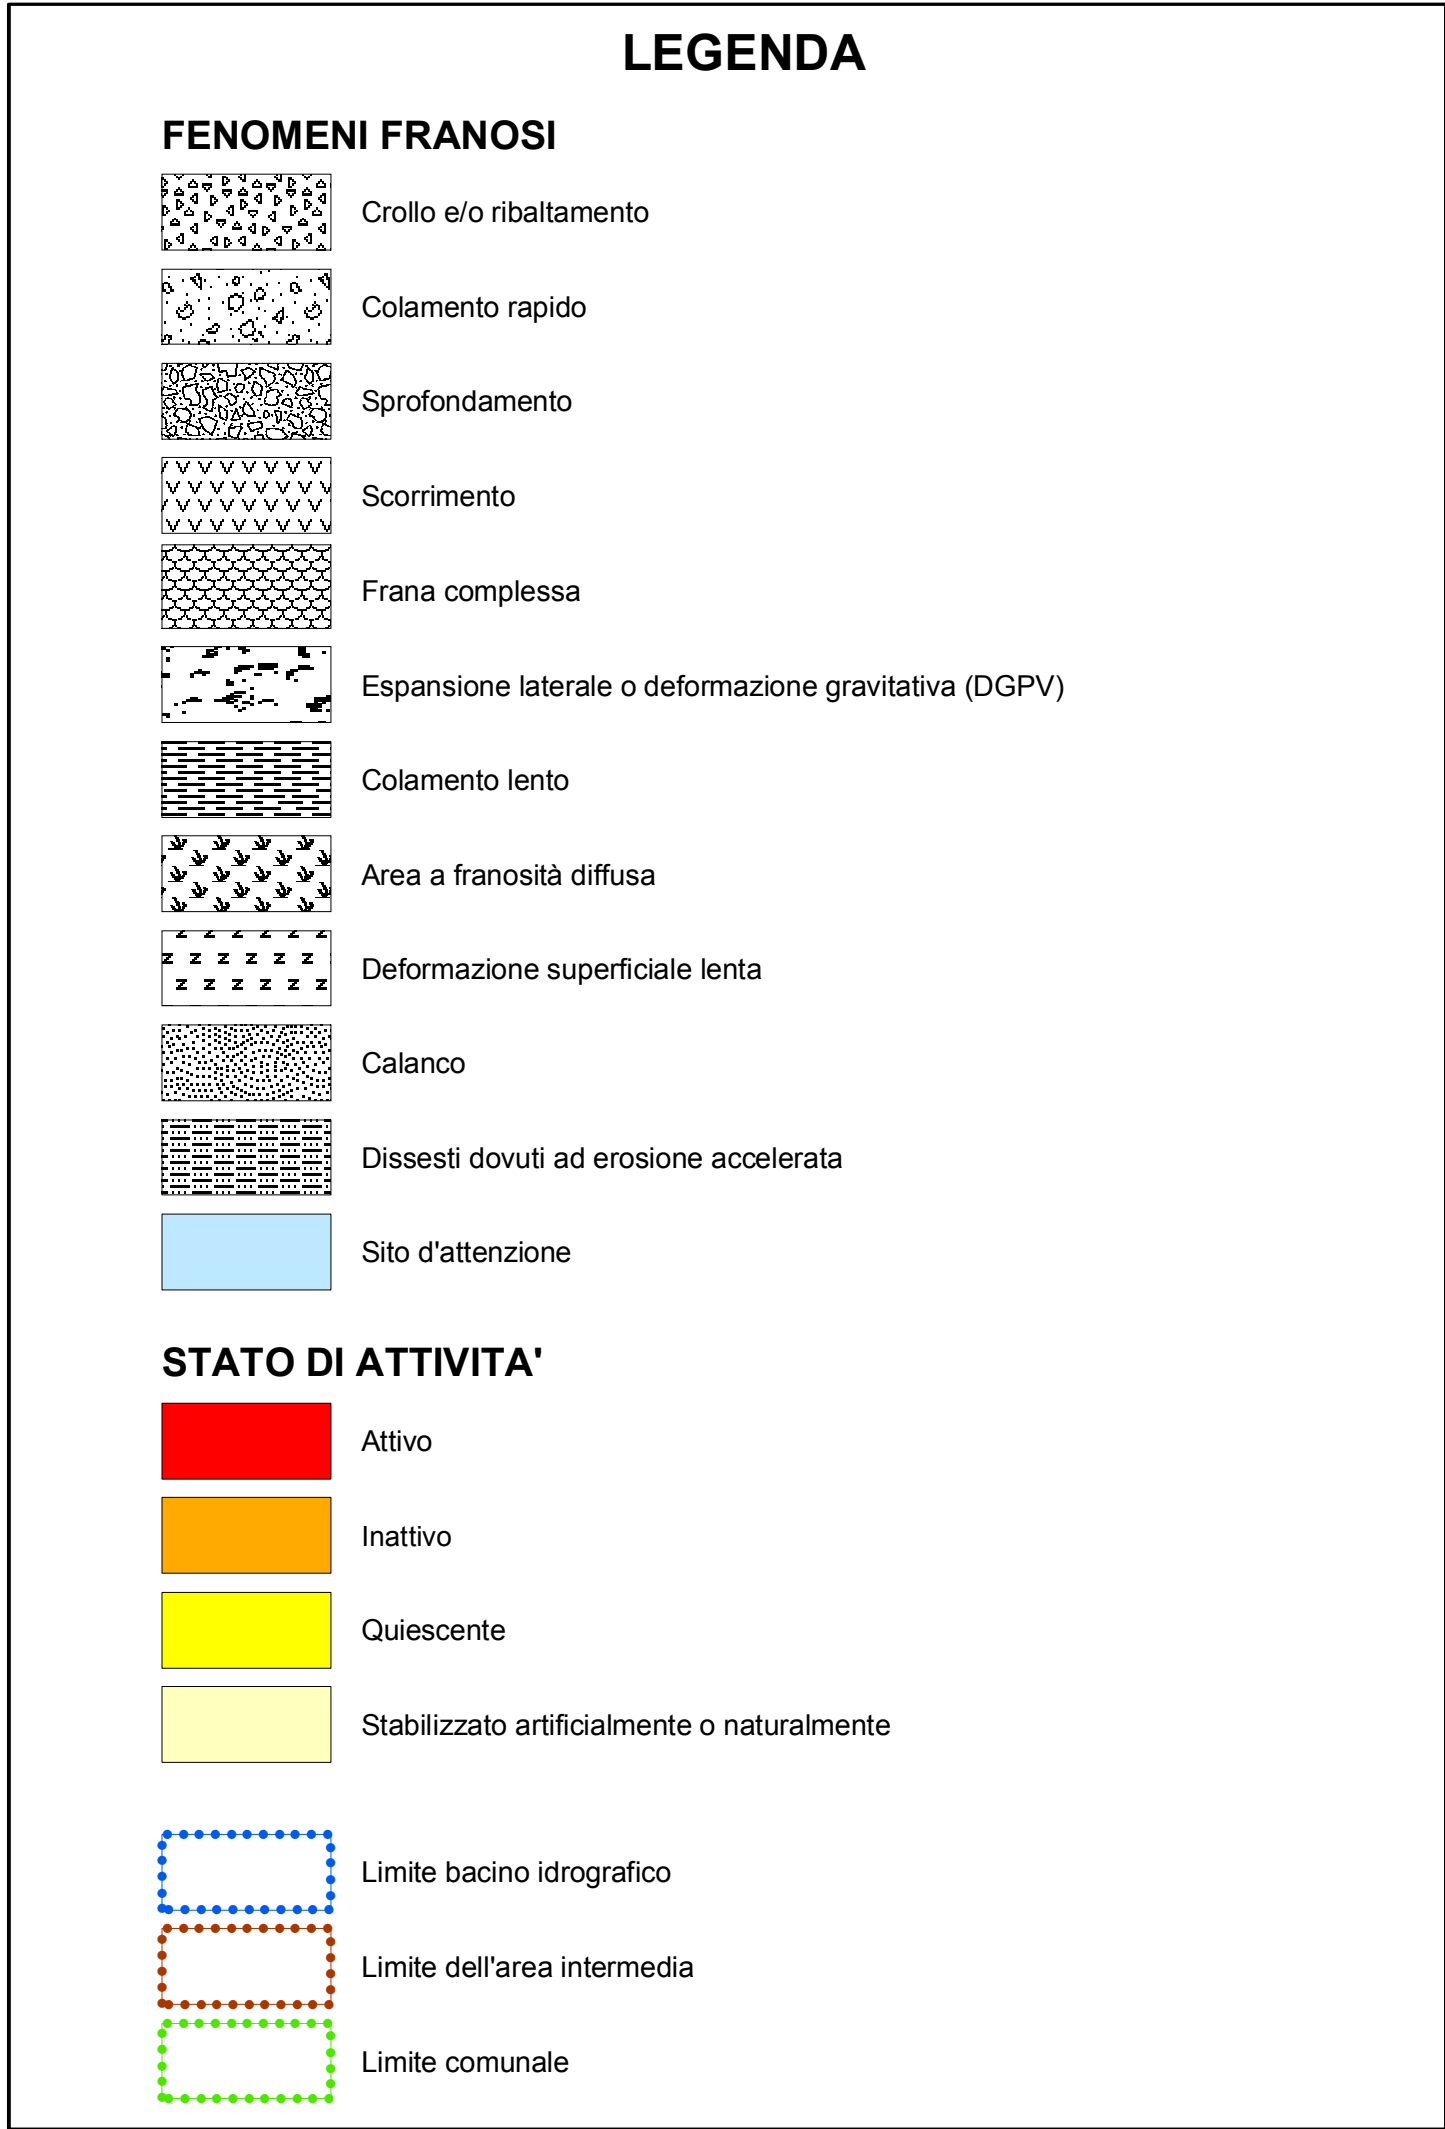 LEGENDA
FENOMENI FRANOSI
Crollo e/o ribaltamento
Colamento rapido
Sprofondamento
Scorrimento
Frana complessa
Espansione laterale o deformazione gravitativa (DGPV)
Colamento lento
Area a franosità diffusa
Deformazione superficiale lenta
Calanco
Dissesti dovuti ad erosione accelerata
Sito d'attenzione
STATO DI ATTIVITA'
Attivo
Inattivo
Quiescente
Stabilizzato artificialmente o naturalmente
Limite bacino idrografico
Limite dell'area intermedia
Limite comunale